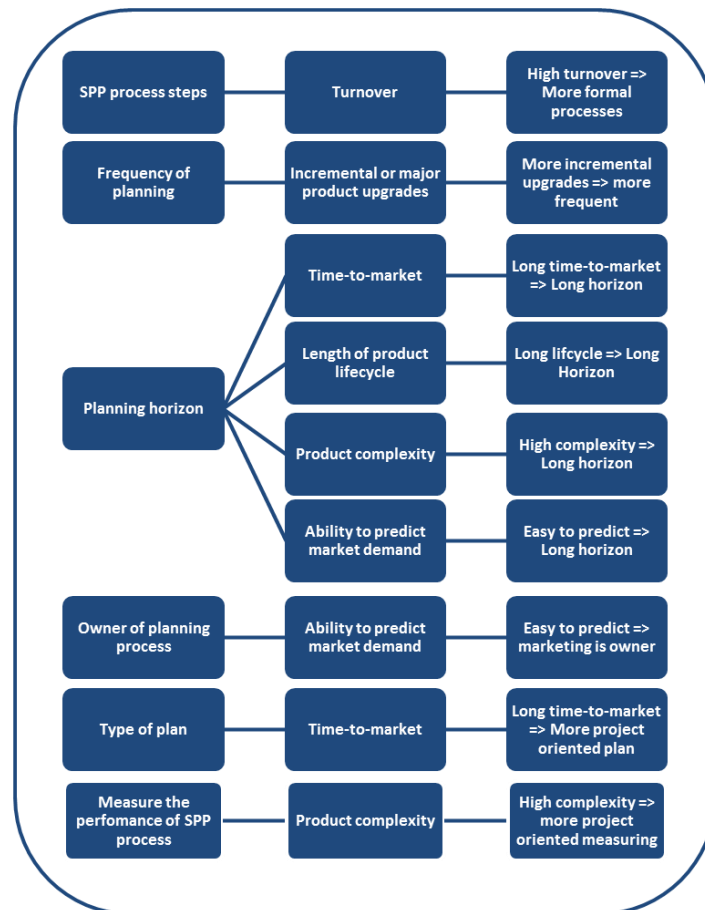 SPP process steps
Turnover
High turnover =>
More formal
processes
Frequency of
planning
Incremental or major
product upgrades
More incremental
upgrades => more
frequent
Planning horizon
Time-to-market
Long time-to-market
=> Long horizon
Length of product
lifecycle
Long lifcycle => Long
Horizon
Product complexity
High complexity =>
Long horizon
Ability to predict
market demand
Easy to predict =>
Long horizon
Owner of planning
process
Ability to predict
market demand
Easy to predict =>
marketing is owner
Type of plan
Time-to-market
Long time-to-market
=> More project
oriented plan
Measure the
perfomance of SPP
process
Product complexity
High complexity =>
more project
oriented measuring